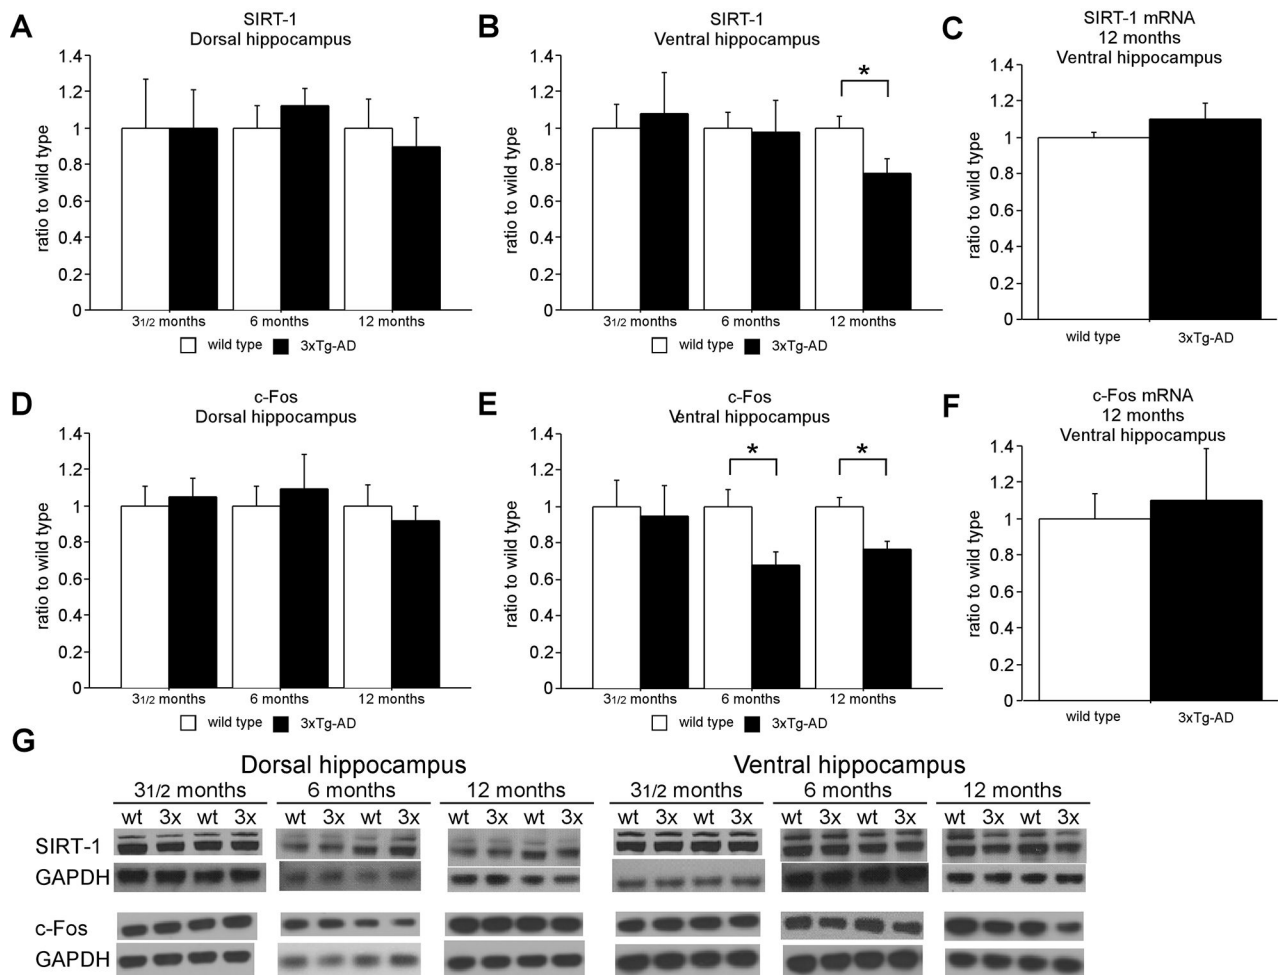 A
SIRT-1
Dorsal hippocampus
ratio to wild type
1.4
1.2
1
0.8
0.6
0.4
0.2
0
31/2 months 6 months 12 months
wild type 3xTg-AD
B
SIRT-1
Ventral hippocampus
ratio to wild type
1.4
1.2
1
0.8
0.6
0.4
0.2
0
*
31/2 months 6 months 12 months
wild type 3xTg-AD
C
SIRT-1 mRNA
12 months
Ventral hippocampus
ratio to wild type
1.4
1.2
1
0.8
0.6
0.4
0.2
0
wild type 3xTg-AD
D
c-Fos
Dorsal hippocampus
ratio to wild type
1.4
1.2
1
0.8
0.6
0.4
0.2
0
31/2 months 6 months 12 months
wild type 3xTg-AD
E
c-Fos
Ventral hippocampus
ratio to wild type
1.4
1.2
1
0.8
0.6
0.4
0.2
0
* *
31/2 months 6 months 12 months
wild type 3xTg-AD
F
c-Fos mRNA
12 months
Ventral hippocampus
ratio to wild type
1.4
1.2
1
0.8
0.6
0.4
0.2
0
wild type 3xTg-AD
G
Dorsal hippocampus Ventral hippocampus
31/2 months 6 months 12 months 31/2 months 6 months 12 months
wt 3x wt 3x wt 3x wt 3x wt 3x wt 3x wt 3x wt 3x wt 3x wt 3x wt 3x wt 3x
SIRT-1
GAPDH
c-Fos
GAPDH